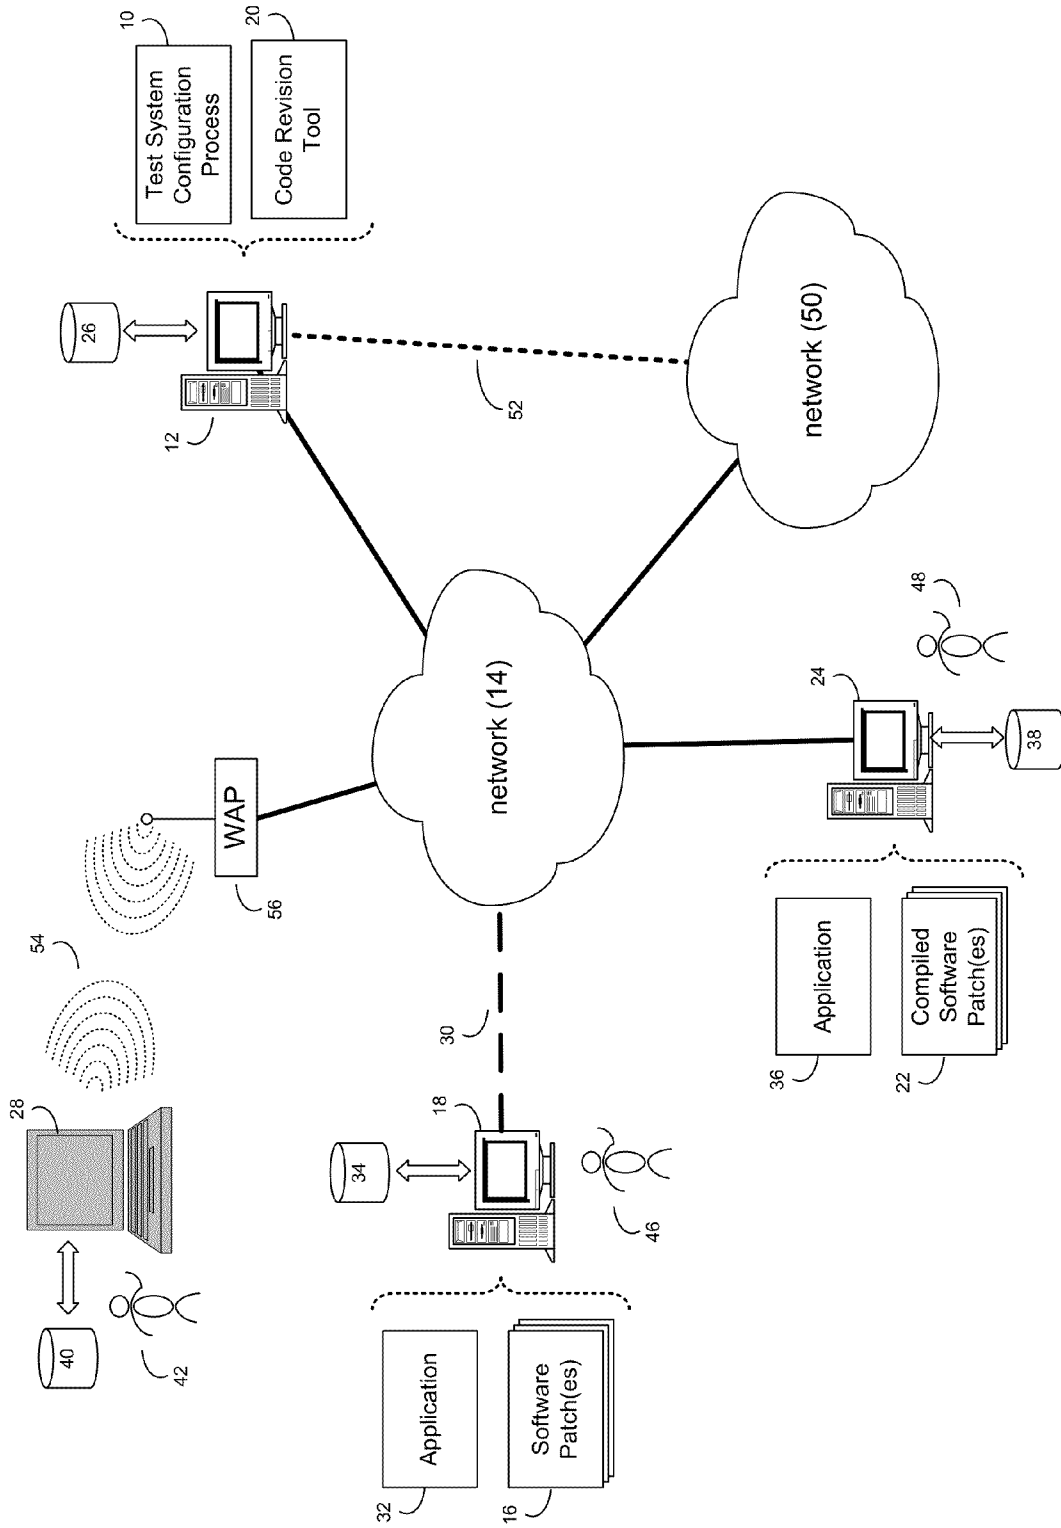 10
Test System
Configuration
Process
20
Code Revision
Tool
26
12
52
network (50)
network (14)
WAP
56
54
28
40
42
30
18
34
46
Application
32
Software
Patch(es)
16
24
48
38
Application
36
Compiled
Software
Patch(es)
22